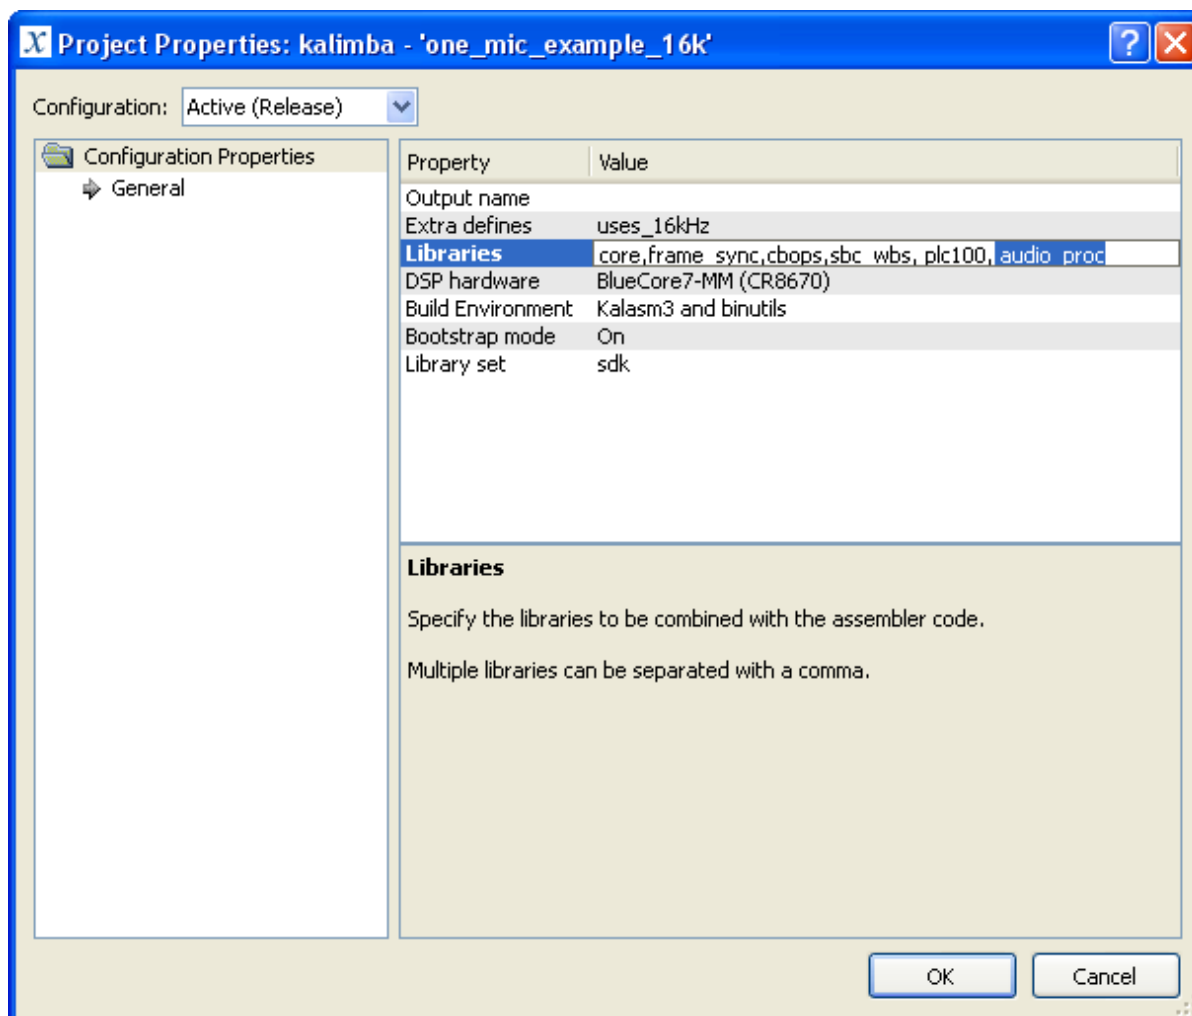 Project Properties: kalimba - 'one_mic_example_16k'
Configuration: Active (Release)
Configuration Properties
General
Property Value
Output name
Extra defines uses_16kHz
Libraries core,frame_sync,cbops,sbc_wbs, plc100, audio_proc
DSP hardware BlueCore7-MM (CR8670)
Build Environment Kalasm3 and binutils
Bootstrap mode On
Library set sdk
Libraries
Specify the libraries to be combined with the assembler code.
Multiple libraries can be separated with a comma.
OK Cancel